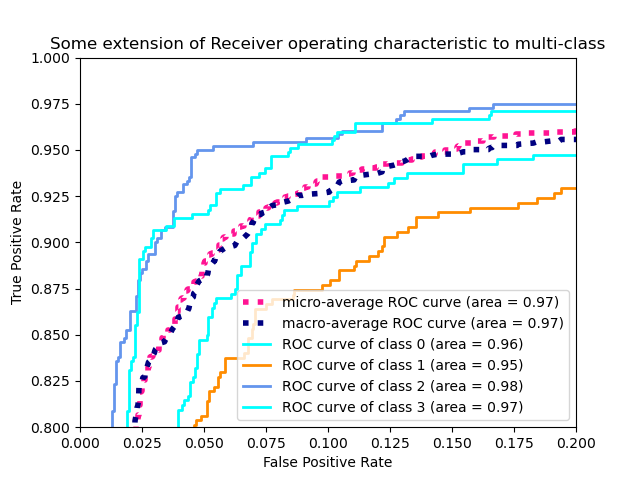 Some extension of Receiver operating characteristic to multi-class
1.000
0.975
0.950
0.925
0.900
0.875
0.850
0.825
0.800
True Positive Rate
micro-average ROC curve (area = 0.97)
macro-average ROC curve (area = 0.97)
ROC curve of class 0 (area = 0.96)
ROC curve of class 1 (area = 0.95)
ROC curve of class 2 (area = 0.98)
ROC curve of class 3 (area = 0.97)
0.000 0.025 0.050 0.075 0.100 0.125 0.150 0.175 0.200
False Positive Rate